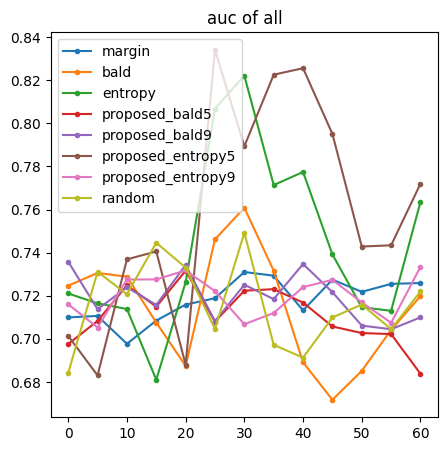 auc of all
0.84
0.82
0.80
0.78
0.76
0.74
0.72
0.70
0.68
margin
bald
entropy
proposed_bald5
proposed_bald9
proposed_entropy5
proposed_entropy9
random
0 10 20 30 40 50 60